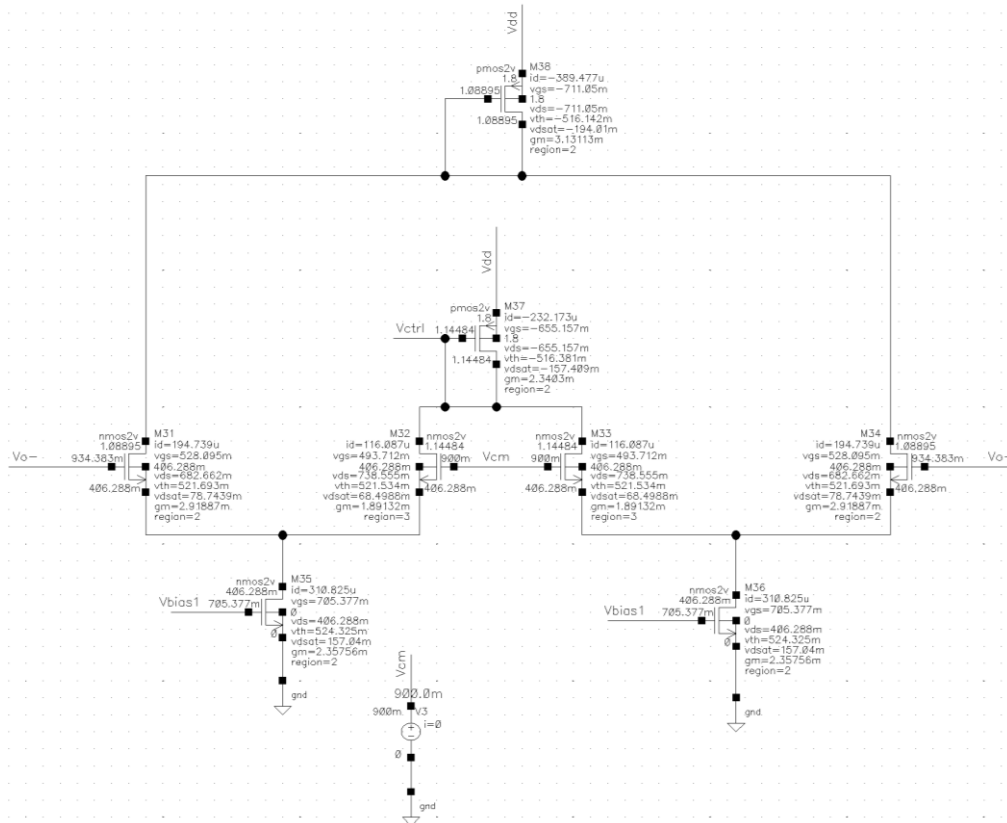 Vdd
M38
pmos2v
1.8
id=-389.477u
vgs=-711.05m
1.08895
1.8
vds=-711.05m
1.08895
vth=-516.142m
vdsat=-194.01m
gm=3.13113m
region=2
Vdd
M37
pmos2v
1.8
id=-232.173u
vgs=-655.157m
Vctrl
1.14484
1.8
vds=-655.157m
1.14484
vth=-516.381m
vdsat=-157.409m
gm=2.3403m
region=2
M31
nmos2v
1.08895
id=194.739u
vgs=528.095m
Vo-
934.383m
406.288m
vds=682.662m
vth=521.693m
406.288m
vdsat=78.7439m
gm=2.91887m
region=2
M32
nmos2v
1.14484
id=116.087u
vgs=493.712m
900m
406.288m
vds=738.555m
vth=521.534m
406.288m
vdsat=68.4988m
gm=1.89132m
region=3
Vcm
M33
nmos2v
1.14484
id=116.087u
vgs=493.712m
900m
406.288m
vds=738.555m
vth=521.534m
406.288m
vdsat=68.4988m
gm=1.89132m
region=3
M34
nmos2v
1.08895
id=194.739u
vgs=528.095m
934.383m
406.288m
vds=682.662m
vth=521.693m
406.288m
vdsat=78.7439m
gm=2.91887m
region=2
M35
nmos2v
406.288m
id=310.825u
vgs=705.377m
Vbias1
705.377m
0
vds=406.288m
vth=524.325m
0
vdsat=157.04m
gm=2.35756m
region=2
gnd
M36
nmos2v
406.288m
id=310.825u
vgs=705.377m
Vbias1
705.377m
0
vds=406.288m
vth=524.325m
0
vdsat=157.04m
gm=2.35756m
region=2
gnd
Vcm
900.0m
900m
V3
i=0
0
gnd